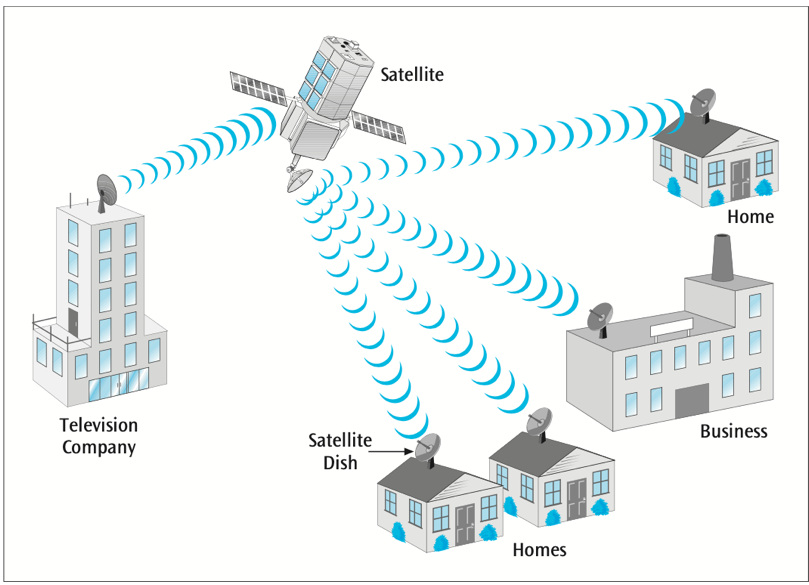 Satellite
Home
Television
Company
Business
Satellite
Dish
Homes